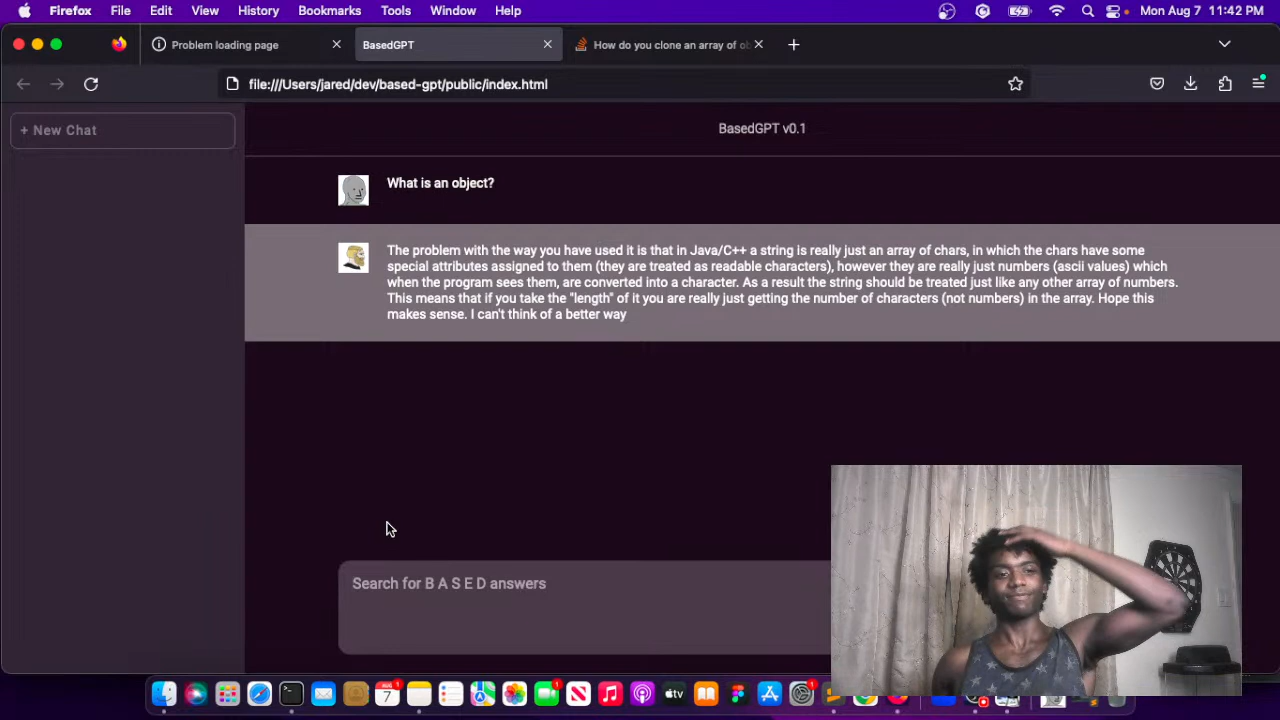 Firefox File Edit View History Bookmarks Tools Window Help Mon Aug 7 11:42 PM
Problem loading page BasedGPT How do you clone an array of ob
file:///Users/jared/dev/based-gpt/public/index.html
+ New Chat
BasedGPT v0.1
What is an object?
The problem with the way you have used it is that in Java/C++ a string is really just an array of chars, in which the chars have some
special attributes assigned to them (they are treated as readable characters), however they are really just numbers (ascii values) which
when the program sees them, are converted into a character. As a result the string should be treated just like any other array of numbers.
This means that if you take the "length" of it you are really just getting the number of characters (not numbers) in the array. Hope this
makes sense. I can't think of a better way
Search for B A S E D answers
7
tv